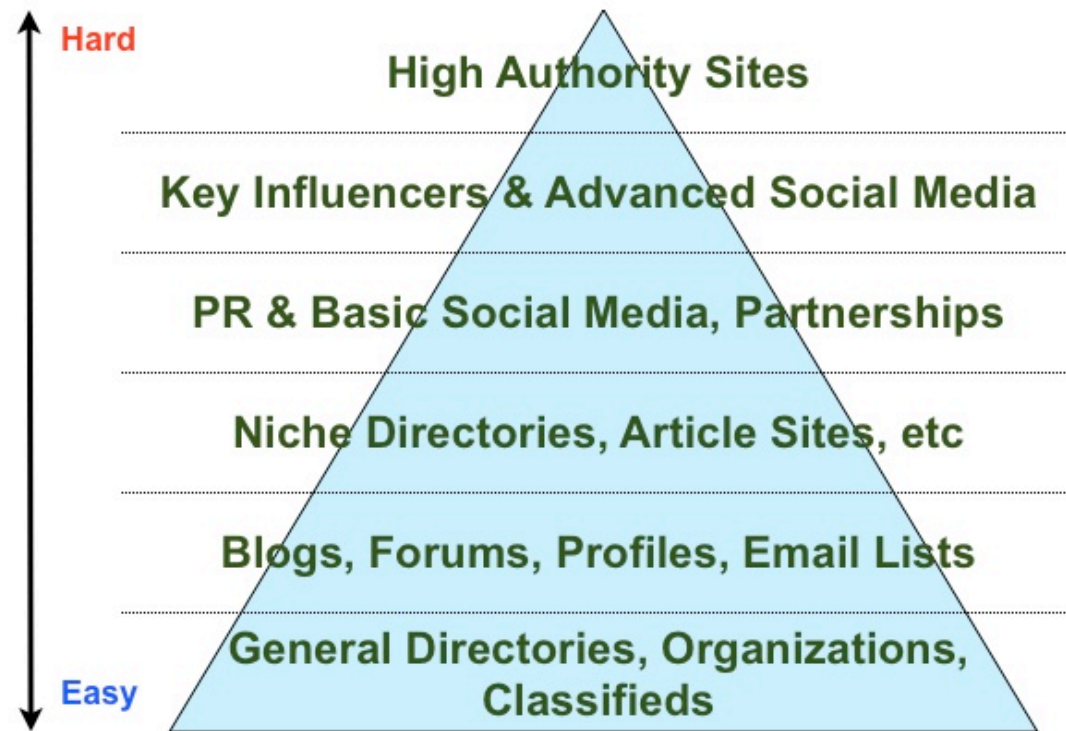 Hard
High Authority Sites
Key Influencers & Advanced Social Media
PR & Basic Social Media, Partnerships
Niche Directories, Article Sites, etc
Blogs, Forums, Profiles, Email Lists
General Directories, Organizations,
Classifieds
Easy